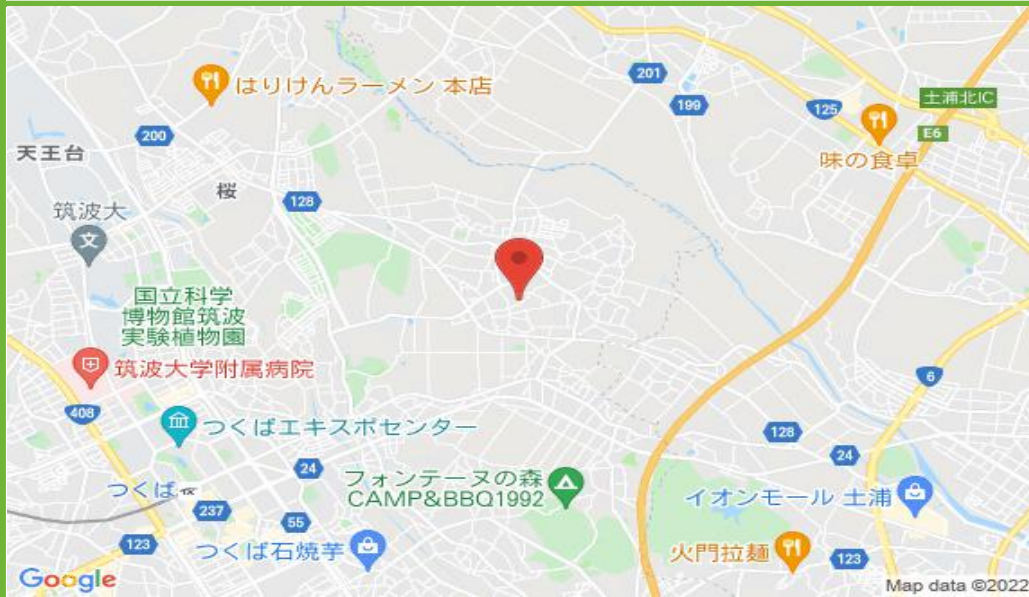 はりけんラーメン 本店
201
199
土浦北IC
125
E6
味の食卓
200
天王台
桜
128
筑波大
文
国立科学
博物館筑波
実験植物園
筑波大学附属病院
6
408
つくばエキスポセンター
128
24
24
フォンテーヌの森
CAMP&BBQ1992
イオンモール 土浦
つくば
237
55
123
つくば石焼芋
火門拉麺
123
Google
Map data ©2022